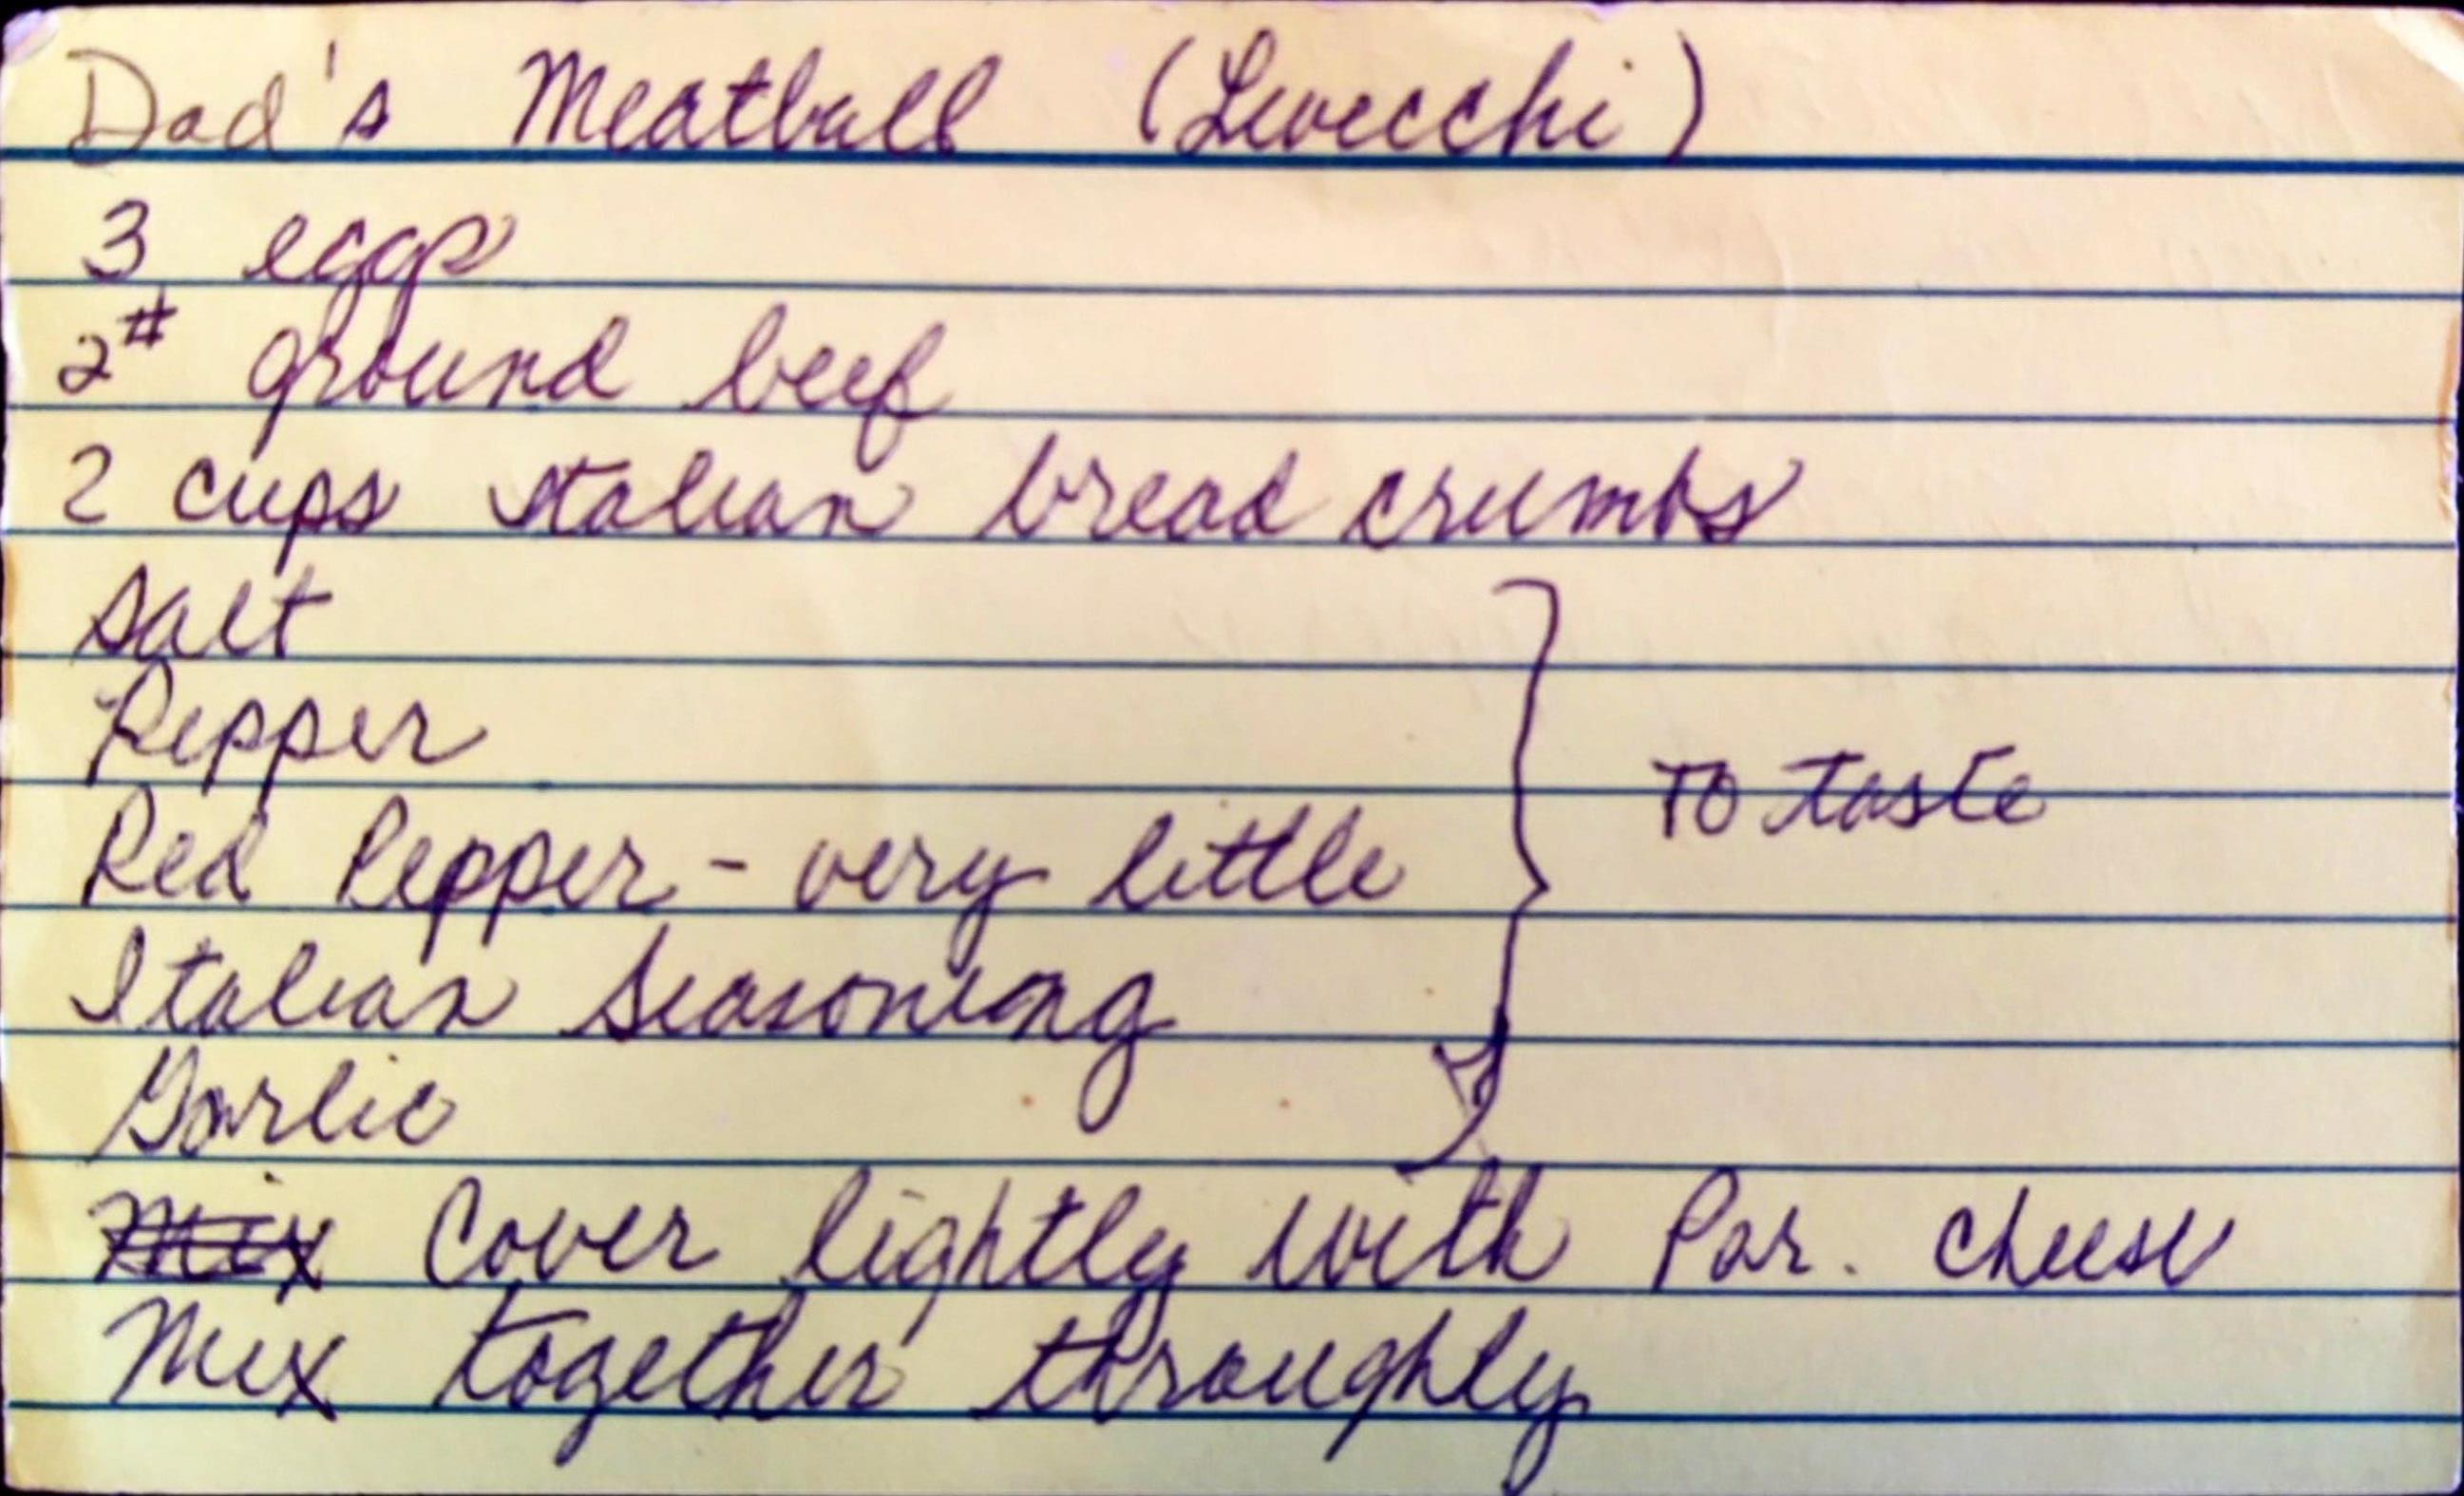 Dad's Meatball (Livecchi)
3 eggs
2# ground beef
2 cups italian bread crumbs
salt
Pepper
Red Pepper - very little
To taste
Italian Seasoning
Garlic
Mix Cover lightly with Par. cheese
Mix together throughly